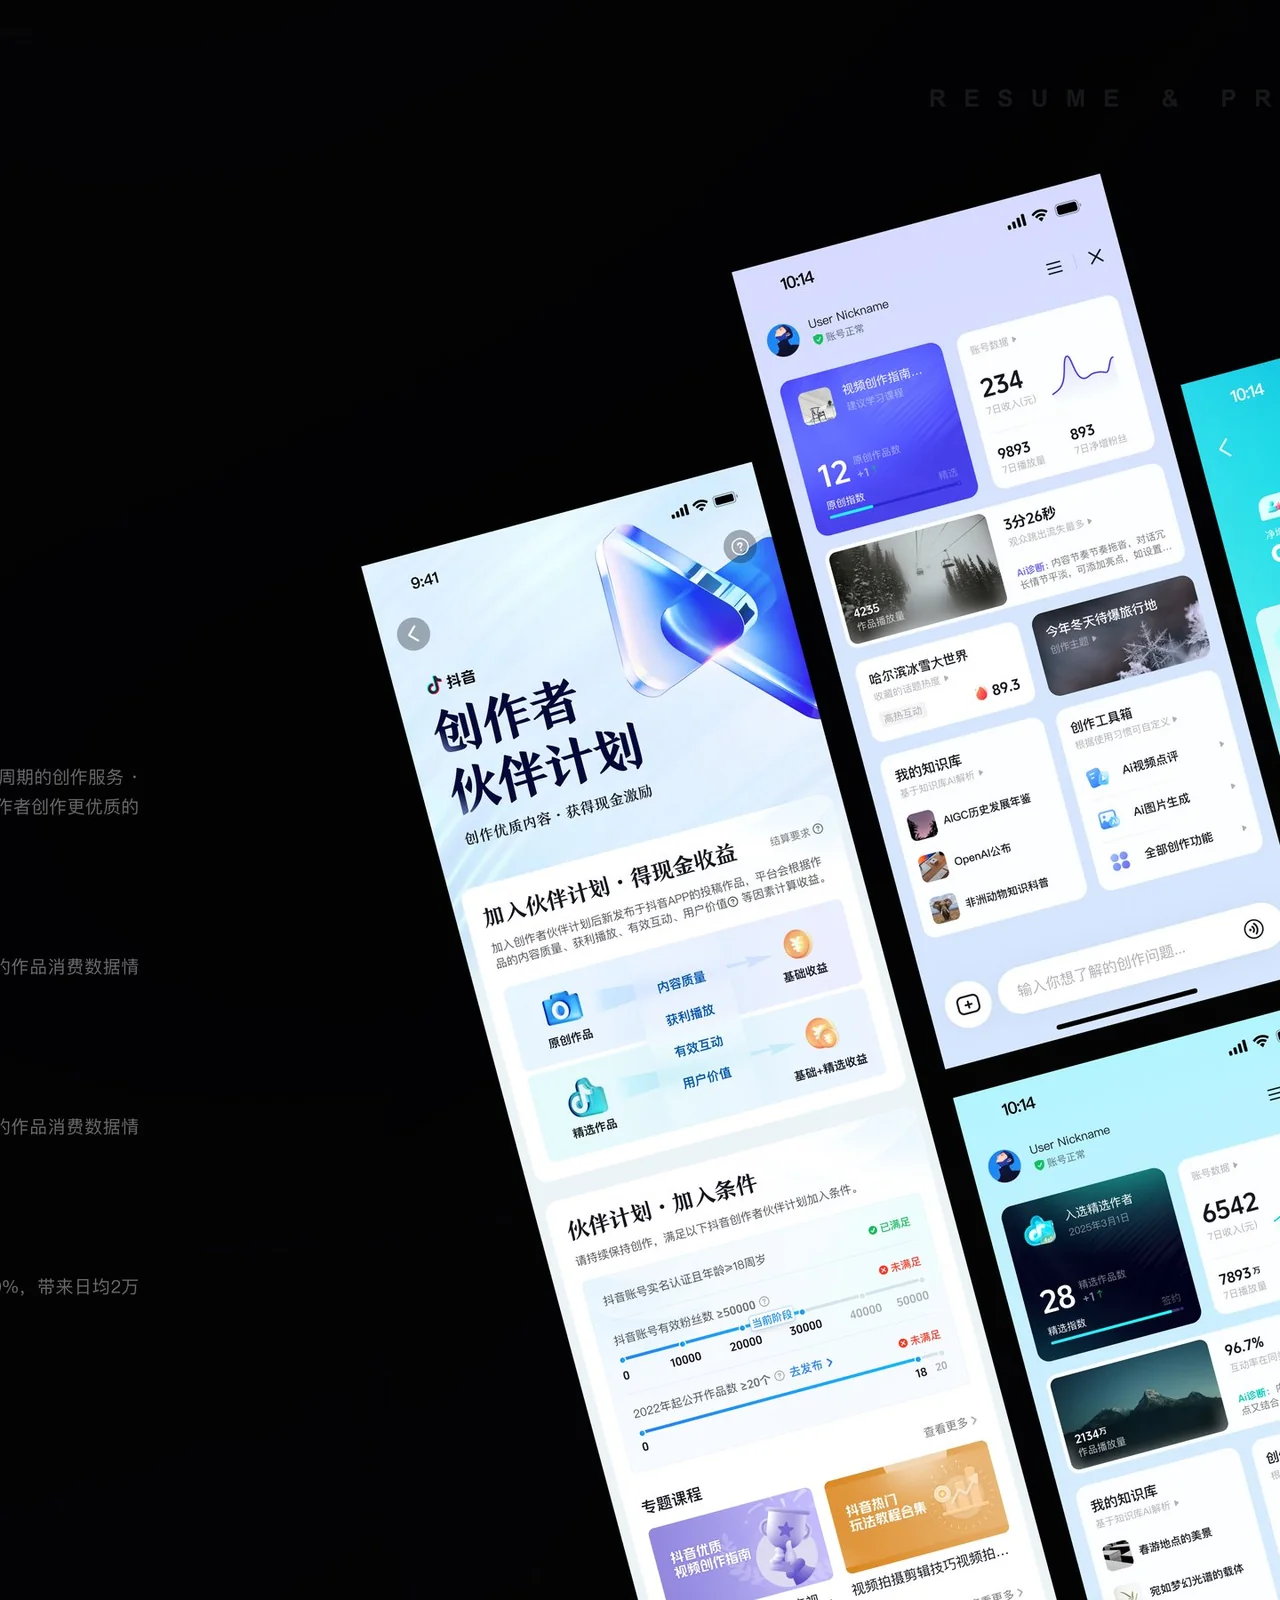 RESUME & PR
周期的创作服务 ·
作者创作更优质的
的作品消费数据情
的作品消费数据情
0%，带来日均2万
9:41
抖音
创作者
伙伴计划
创作优质内容 · 获得现金激励
加入伙伴计划 · 得现金收益
结算要求
加入创作者伙伴计划后新发布于抖音APP的投稿作品，平台会根据作
品的内容质量、获利播放、有效互动、用户价值 等因素计算收益。
原创作品
精选作品
内容质量
获利播放
有效互动
用户价值
基础收益
基础+精选收益
伙伴计划 · 加入条件
请持续保持创作，满足以下抖音创作者伙伴计划加入条件。
抖音账号实名认证且年龄≥18周岁
已满足
抖音账号有效粉丝数 ≥50000
未满足
当前阶段
0
10000
20000
30000
40000
50000
2022年起公开作品数 ≥20个
去发布
未满足
0
18
20
查看更多
专题课程
抖音优质
视频创作指南
抖音热门
玩法教程合集
视频拍摄剪辑技巧视频拍...
10:14
User Nickname
账号正常
视频创作指南...
建议学习课程
12
原创作品数
+1
原创指数
精选
账号数据
234
7日收入(元)
9893
7日播放量
893
7日净增粉丝
4235
作品播放量
3分26秒
观众跳出流失最多
Ai诊断：内容节奏节奏拖沓，对话冗
长情节平淡，可添加亮点，如设置...
哈尔滨冰雪大世界
收藏的话题热度
高热互动
89.3
今年冬天待爆旅行地
创作主题
我的知识库
基于知识库Ai解析
AIGC历史发展年鉴
OpenAI公布
非洲动物知识科普
创作工具箱
根据使用习惯可自定义
Ai视频点评
Ai图片生成
全部创作功能
输入你想了解的创作问题...
10:14
10:14
User Nickname
账号正常
入选精选作者
2025年3月1日
28
精选作品数
+1
精选指数
签约
账号数据
6542
7日收入(元)
7893万
7日播放量
2134万
作品播放量
96.7%
互动率在同
Ai诊断：
点又结合
我的知识库
基于知识库Ai解析
春游地点的美景
宛如梦幻光谱的载体
创
根